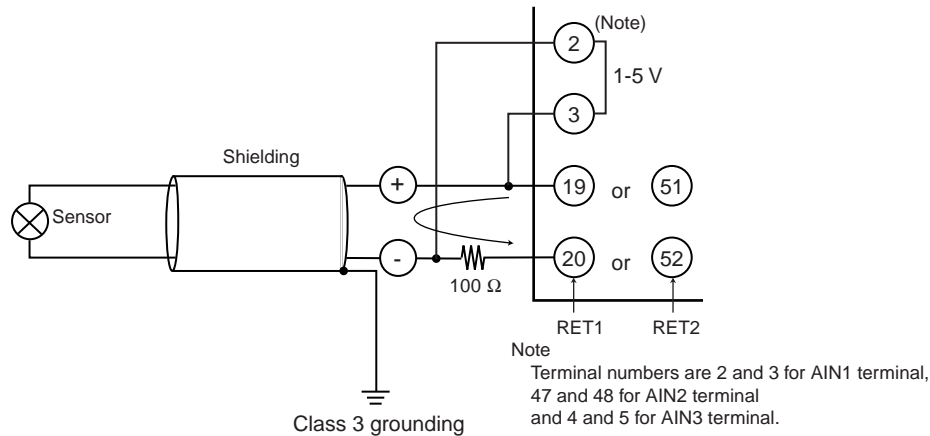 (Note)
2
1-5 V
3
Shielding
+
19 or 51
Sensor
-
100 Ω
20 or 52
RET1 RET2
Note
Terminal numbers are 2 and 3 for AIN1 terminal,
47 and 48 for AIN2 terminal
and 4 and 5 for AIN3 terminal.
Class 3 grounding